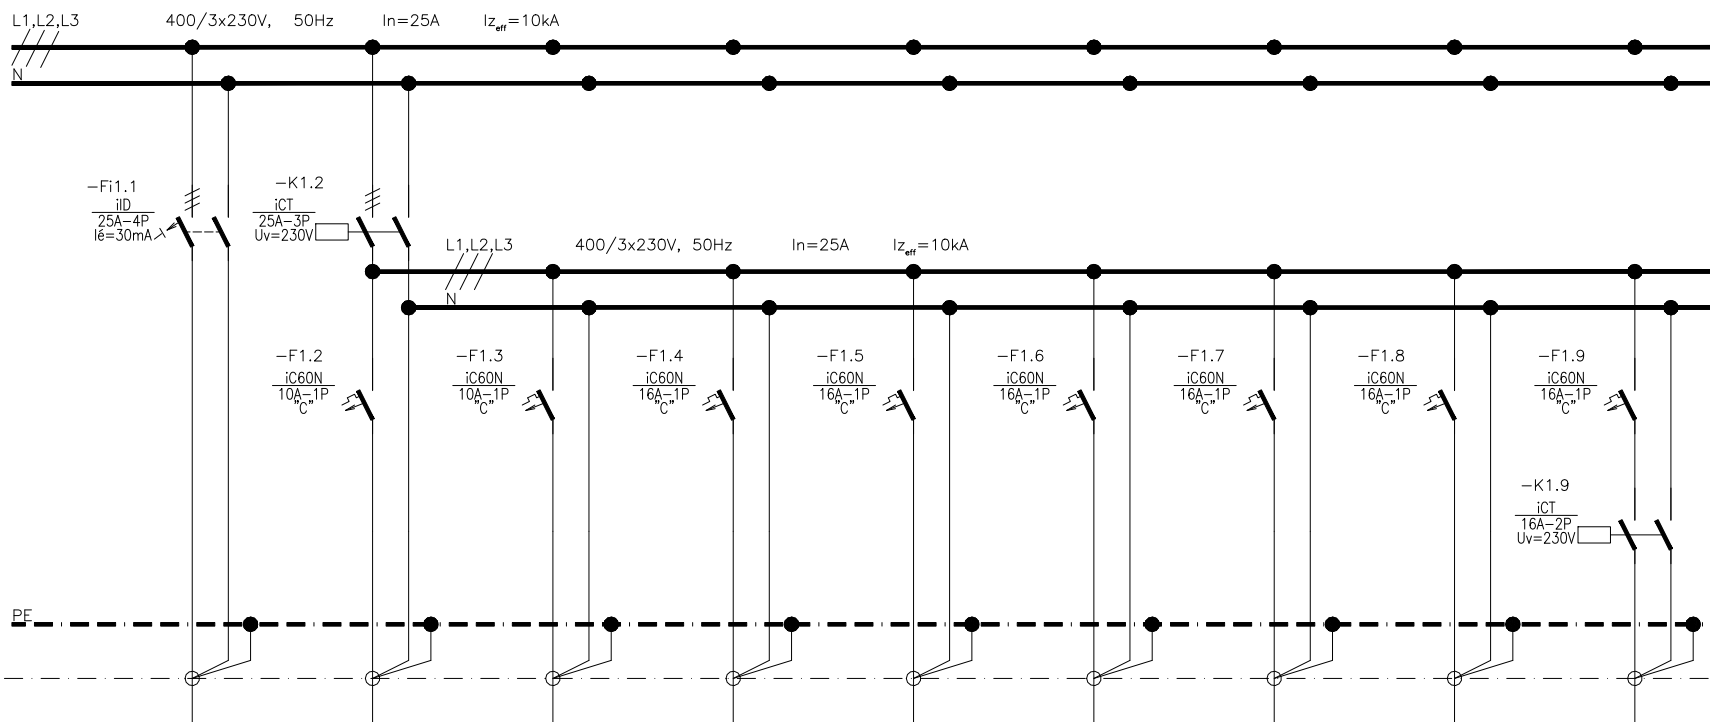 L1,L2,L3 400/3x230V, 50Hz In=25A Iz eff=10kA
N
-Fi1.1
iID
25A-4P
Ié=30mA
-K1.2
iCT
25A-3P
Uv=230V
L1,L2,L3 400/3x230V, 50Hz In=25A Iz eff=10kA
N
-F1.2
iC60N
10A-1P
"C"
-F1.3
iC60N
10A-1P
"C"
-F1.4
iC60N
16A-1P
"C"
-F1.5
iC60N
16A-1P
"C"
-F1.6
iC60N
16A-1P
"C"
-F1.7
iC60N
16A-1P
"C"
-F1.8
iC60N
16A-1P
"C"
-F1.9
iC60N
16A-1P
"C"
-K1.9
iCT
16A-2P
Uv=230V
PE